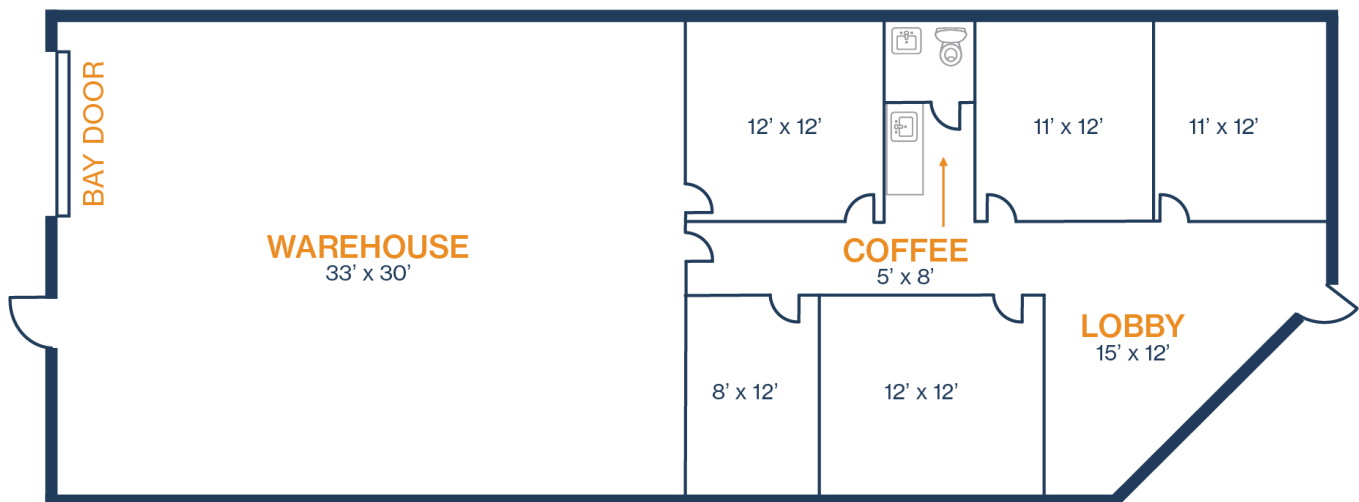 BAY DOOR
WAREHOUSE
33’ x 30’
12’ x 12’
11’ x 12’
11’ x 12’
COFFEE
5’ x 8’
LOBBY
15’ x 12’
8’ x 12’
12’ x 12’